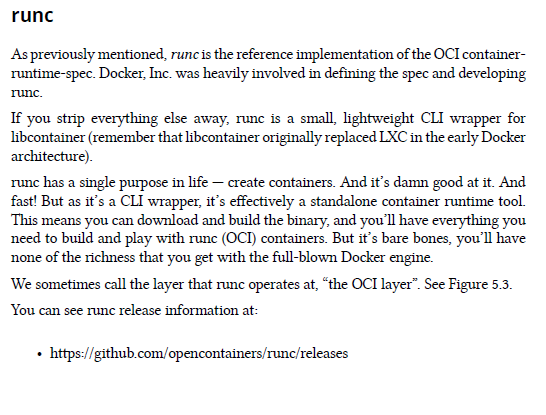 runc
As previously mentioned, runc is the reference implementation of the OCI container-
runtime-spec. Docker, Inc. was heavily involved in defining the spec and developing
runc.
If you strip everything else away, runc is a small, lightweight CLI wrapper for
libcontainer (remember that libcontainer originally replaced LXC in the early Docker
architecture).
runc has a single purpose in life — create containers. And it’s damn good at it. And
fast! But as it’s a CLI wrapper, it’s effectively a standalone container runtime tool.
This means you can download and build the binary, and you’ll have everything you
need to build and play with runc (OCI) containers. But it’s bare bones, you’ll have
none of the richness that you get with the full-blown Docker engine.
We sometimes call the layer that runc operates at, “the OCI layer”. See Figure 5.3.
You can see runc release information at:
• https://github.com/opencontainers/runc/releases